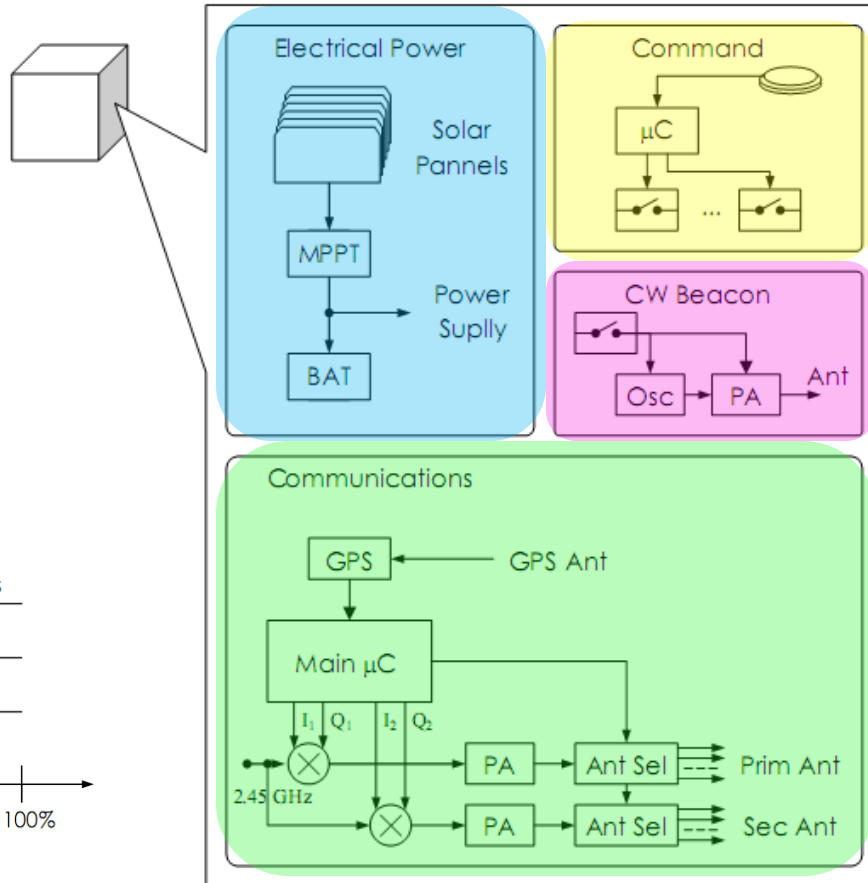 Electrical Power
Solar
Pannels
MPPT
Power
Suplly
BAT
Command
μC
...
CW Beacon
Osc
PA
Ant
Communications
GPS
GPS Ant
Main μC
I₁ Q₁ I₂ Q₂
2.45 GHz
PA
Ant Sel
Prim Ant
PA
Ant Sel
Sec Ant
s
100%